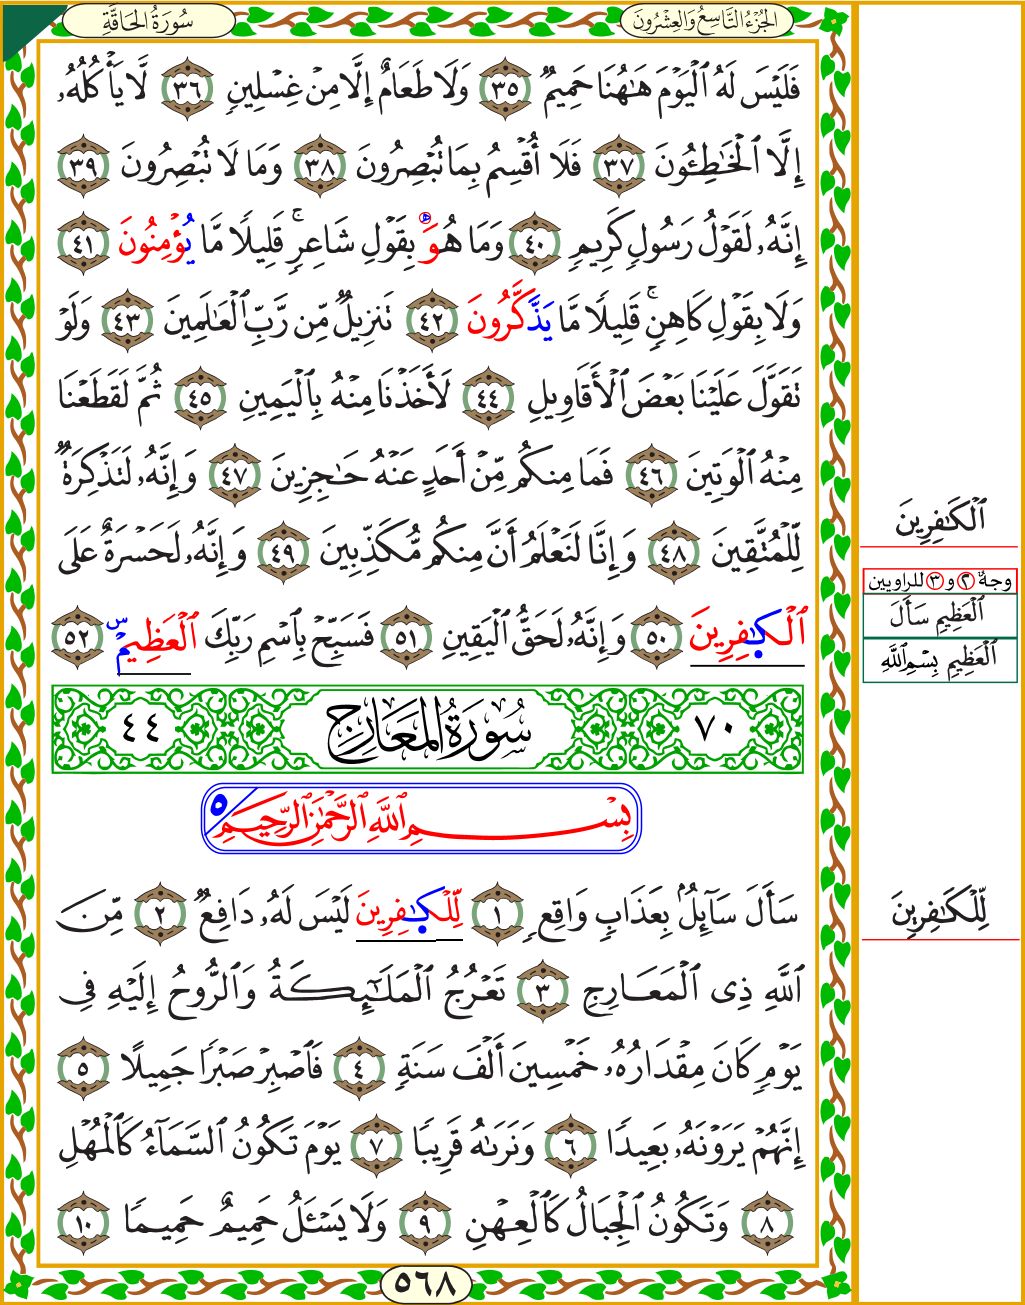 الجُزْءُ التَّاسِعُ وَالعِشْرُونَ
سُورَةُ الحَاقَّةِ
فَلَيْسَ لَهُ ٱلْيَوْمَ هَٰهُنَا حَمِيمٌ ٣٥ وَلَا طَعَامٌ إِلَّا مِنْ غِسْلِينٍ ٣٦ لَّا يَأْكُلُهُۥ
إِلَّا ٱلْخَٰطِـُٔونَ ٣٧ فَلَا أُقْسِمُ بِمَا تُبْصِرُونَ ٣٨ وَمَا لَا تُبْصِرُونَ ٣٩
إِنَّهُۥ لَقَوْلُ رَسُولٍ كَرِيمٍ ٤٠ وَمَا هُوَ بِقَوْلِ شَاعِرٍۚ قَلِيلًا مَّا يُؤْمِنُونَ ٤١
وَلَا بِقَوْلِ كَاهِنٍۚ قَلِيلًا مَّا يَذَّكَّرُونَ ٤٢ تَنزِيلٌ مِّن رَّبِّ ٱلْعَٰلَمِينَ ٤٣ وَلَوْ
تَقَوَّلَ عَلَيْنَا بَعْضَ ٱلْأَقَاوِيلِ ٤٤ لَأَخَذْنَا مِنْهُ بِٱلْيَمِينِ ٤٥ ثُمَّ لَقَطَعْنَا
مِنْهُ ٱلْوَتِينَ ٤٦ فَمَا مِنكُم مِّنْ أَحَدٍ عَنْهُ حَٰجِزِينَ ٤٧ وَإِنَّهُۥ لَتَذْكِرَةٌ
لِّلْمُتَّقِينَ ٤٨ وَإِنَّا لَنَعْلَمُ أَنَّ مِنكُم مُّكَذِّبِينَ ٤٩ وَإِنَّهُۥ لَحَسْرَةٌ عَلَى
ٱلْكَٰفِرِينَ ٥٠ وَإِنَّهُۥ لَحَقُّ ٱلْيَقِينِ ٥١ فَسَبِّحْ بِٱسْمِ رَبِّكَ ٱلْعَظِيمِ س ٥٢
٧٠ سُورَةُ المَعَارِجِ ٤٤
بِسْمِ ٱللَّهِ ٱلرَّحْمَٰنِ ٱلرَّحِيمِ ٥
سَأَلَ سَآئِلٌ بِعَذَابٍ وَاقِعٍ ١ لِّلْكَٰفِرِينَ لَيْسَ لَهُۥ دَافِعٌ ٢ مِّنَ
ٱللَّهِ ذِى ٱلْمَعَارِجِ ٣ تَعْرُجُ ٱلْمَلَٰٓئِكَةُ وَٱلرُّوحُ إِلَيْهِ فِى
يَوْمٍ كَانَ مِقْدَارُهُۥ خَمْسِينَ أَلْفَ سَنَةٍ ٤ فَٱصْبِرْ صَبْرًا جَمِيلًا ٥
إِنَّهُمْ يَرَوْنَهُۥ بَعِيدًا ٦ وَنَرَىٰهُ قَرِيبًا ٧ يَوْمَ تَكُونُ ٱلسَّمَآءُ كَٱلْمُهْلِ
٨ وَتَكُونُ ٱلْجِبَالُ كَٱلْعِهْنِ ٩ وَلَا يَسْـَٔلُ حَمِيمٌ حَمِيمًا ١٠
٥٦٨
ٱلْكَٰفِرِينَ
وجهٌ ٢ و ٣ للراويين
ٱلْعَظِيمِ سَأَلَ
ٱلْعَظِيمِ بِسْمِ ٱللَّهِ
لِّلْكَٰفِرِينَ